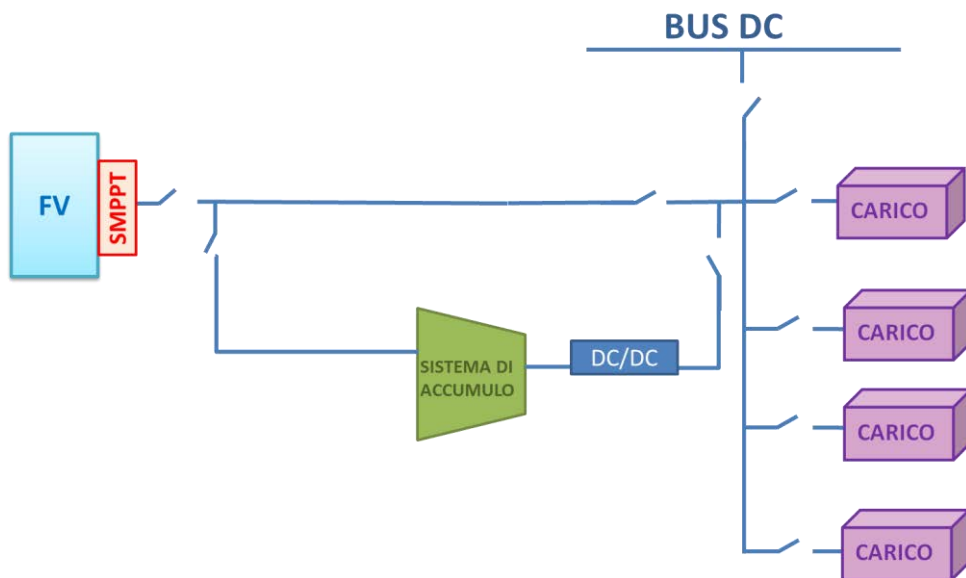 BUS DC
FV
SMPPT
CARICO
SISTEMA DI
ACCUMULO
DC/DC
CARICO
CARICO
CARICO